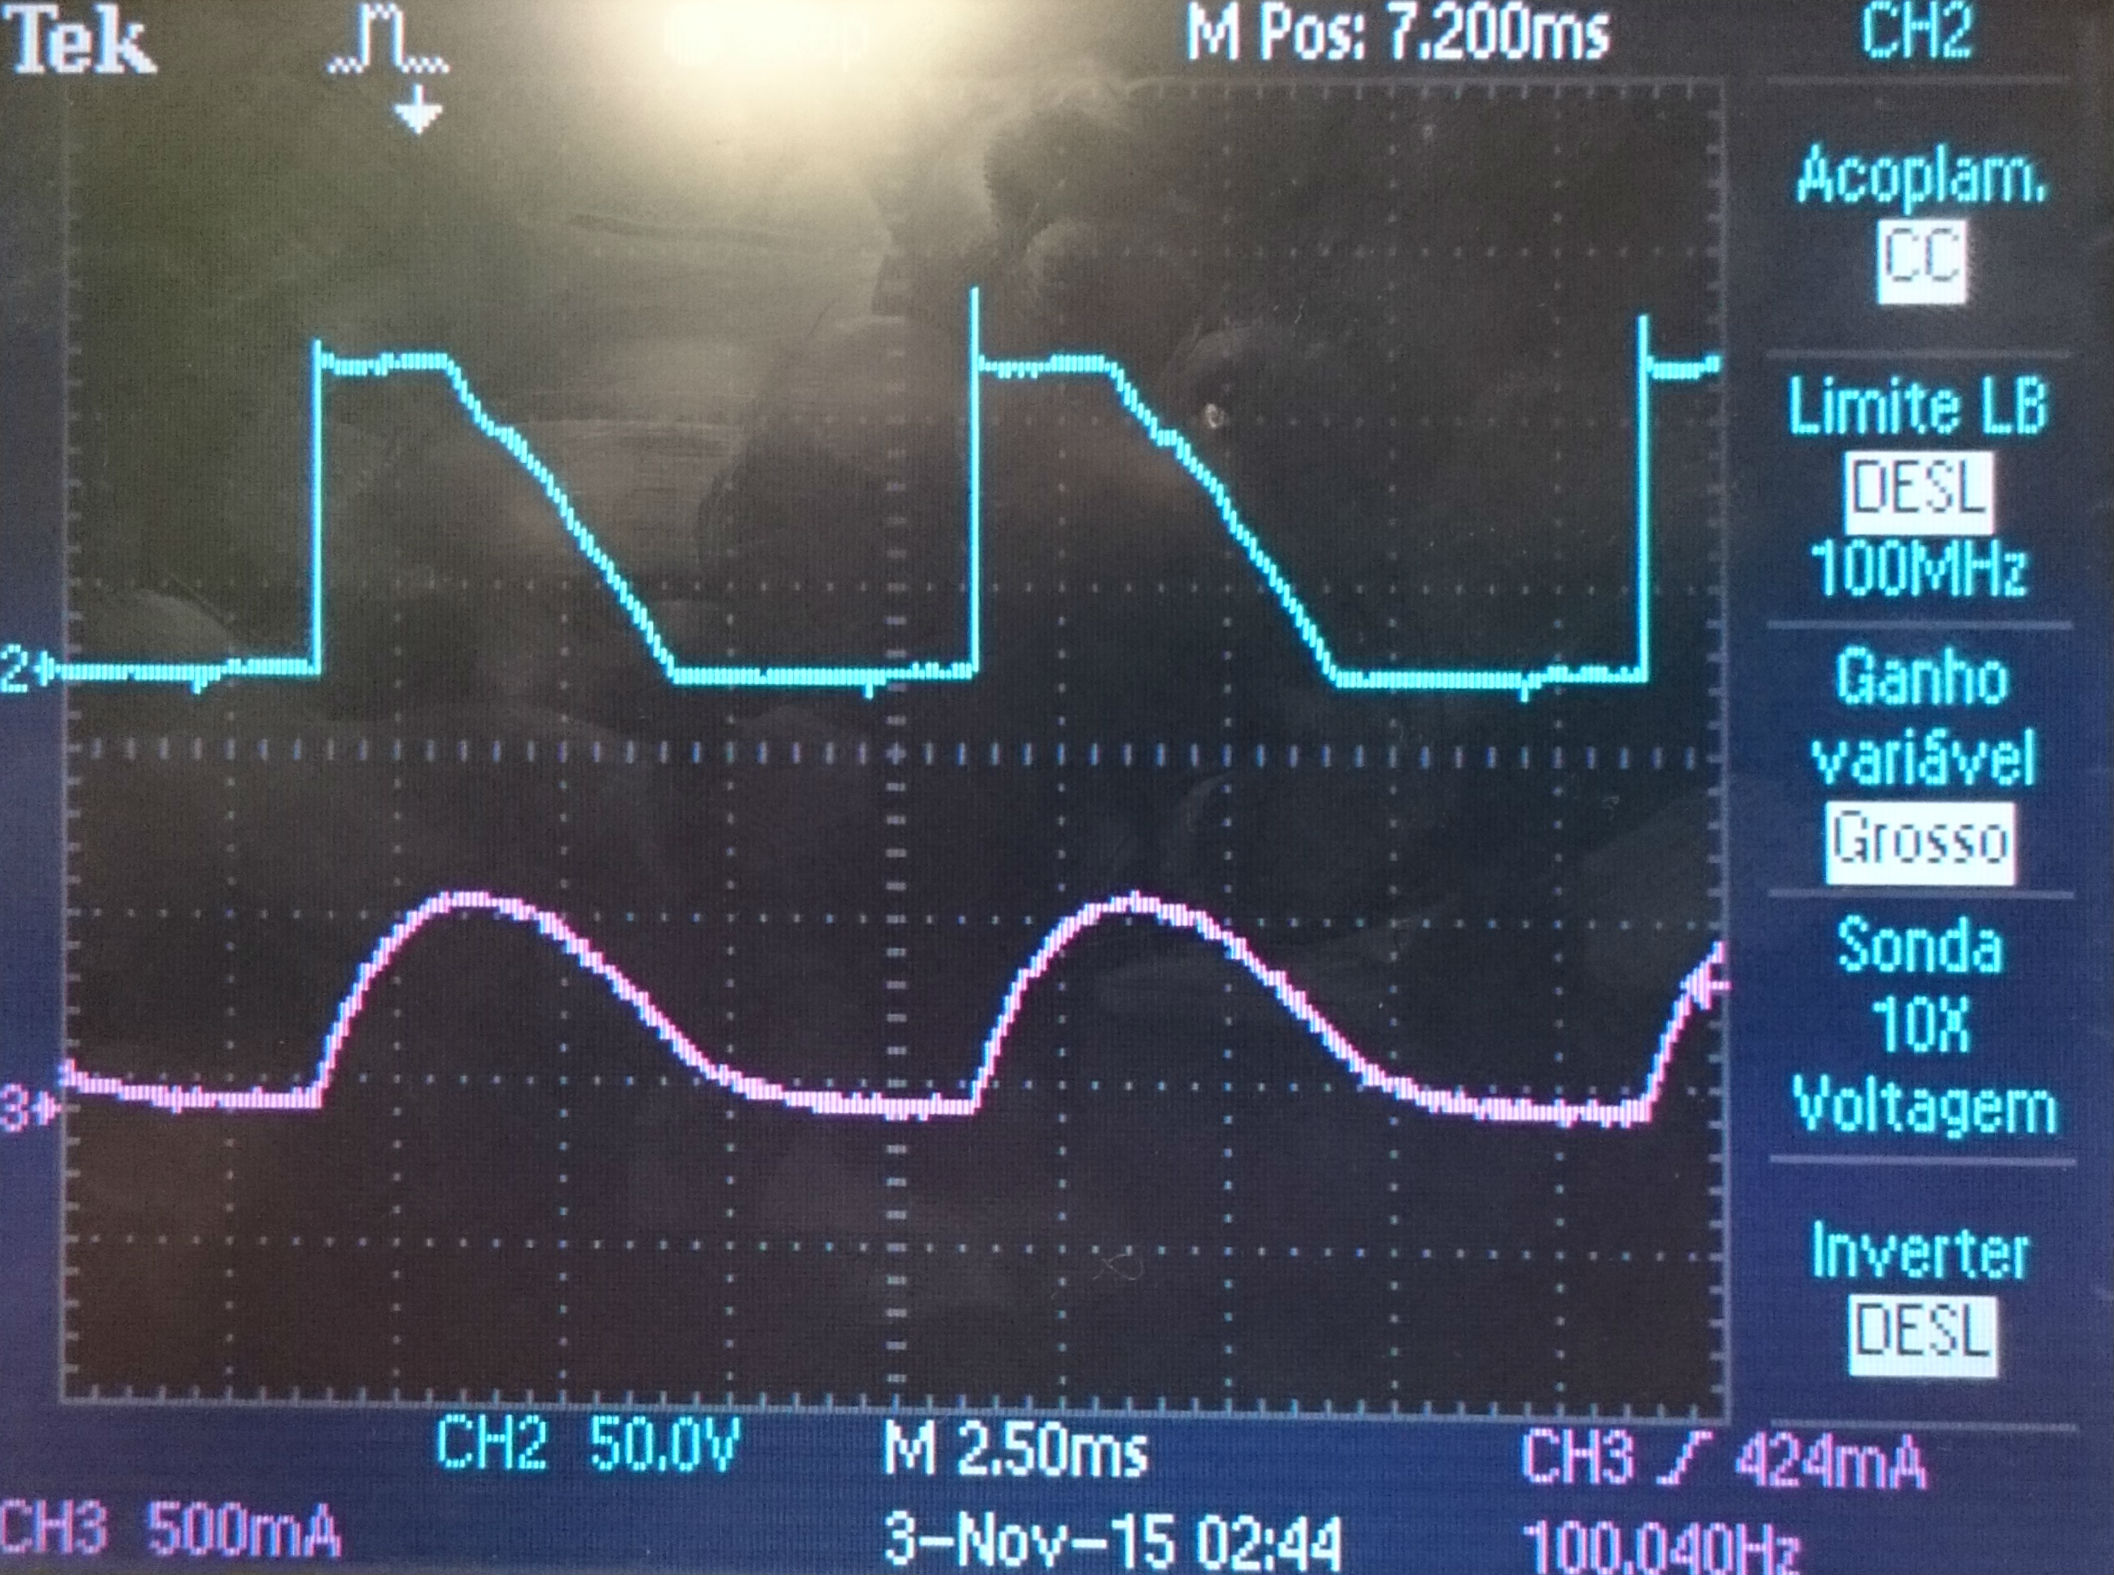 Tek
M Pos: 7.200ms
CH2
Acoplam.
CC
Limite LB
DESL
100MHz
Ganho
variável
Grosso
Sonda
10X
Voltagem
Inverter
DESL
2
3
CH2 50.0V
M 2.50ms
CH3 424mA
CH3 500mA
3-Nov-15 02:44
100.040Hz